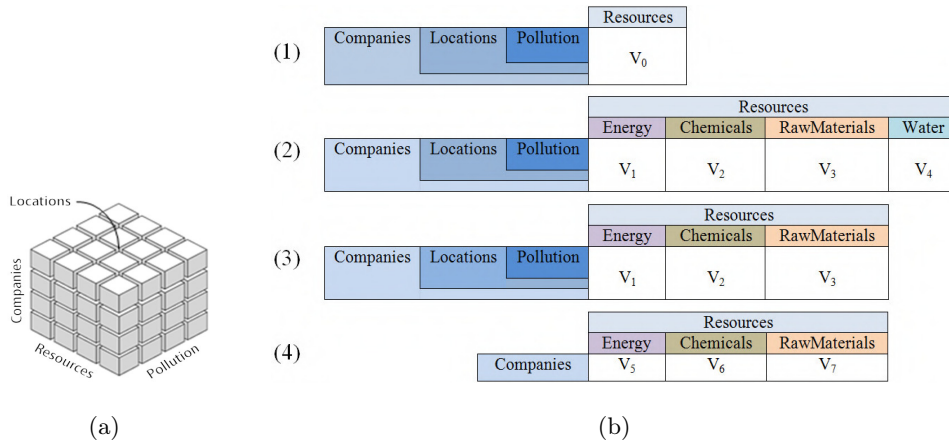 Locations
Companies
Resources
Pollution
(a)
(1)
Resources
Companies Locations Pollution
V0
(2)
Resources
Energy Chemicals RawMaterials Water
Companies Locations Pollution
V1 V2 V3 V4
(3)
Resources
Energy Chemicals RawMaterials
Companies Locations Pollution
V1 V2 V3
(4)
Resources
Energy Chemicals RawMaterials
Companies V5 V6 V7
(b)